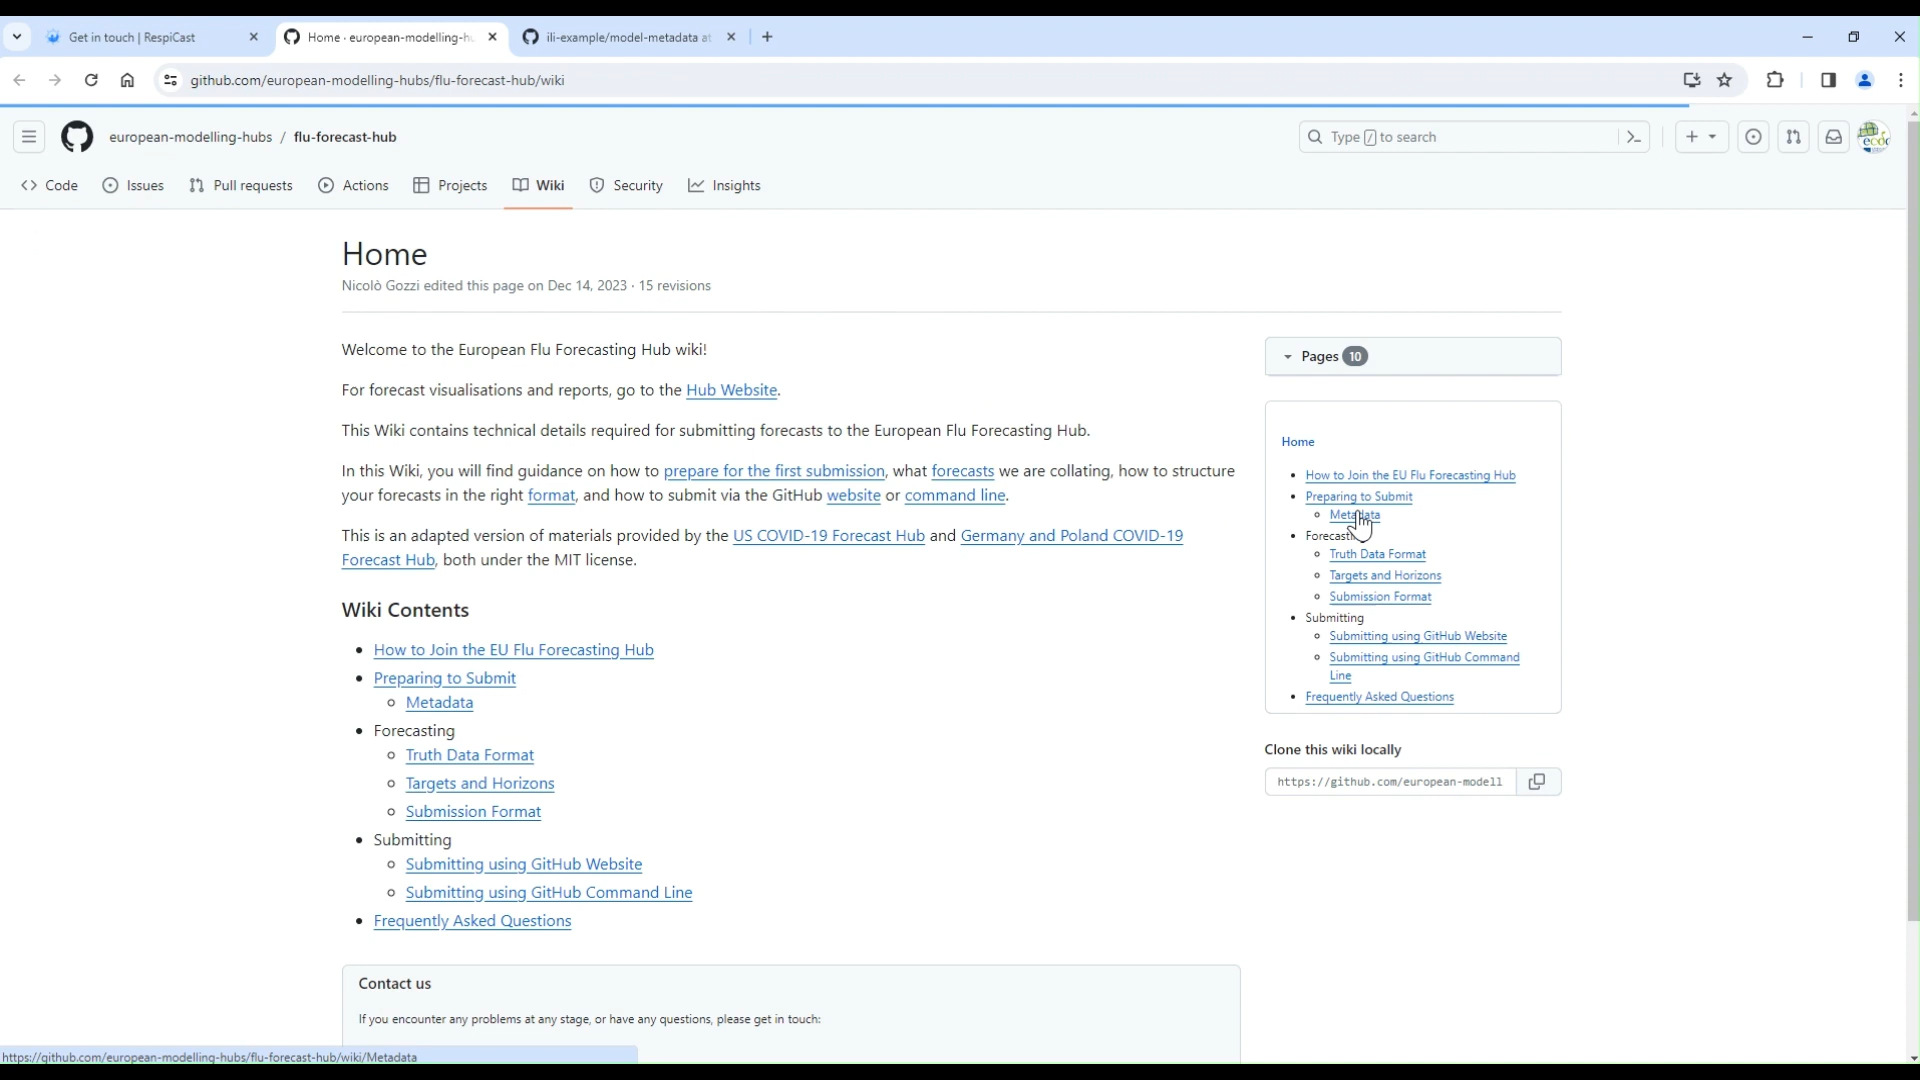 Get in touch | RespiCast
Home · european-modelling-hu
ili-example/model-metadata at
github.com/european-modelling-hubs/flu-forecast-hub/wiki
european-modelling-hubs / flu-forecast-hub
Type / to search
Code
Issues
Pull requests
Actions
Projects
Wiki
Security
Insights
Home
Nicolò Gozzi edited this page on Dec 14, 2023 · 15 revisions
Welcome to the European Flu Forecasting Hub wiki!
For forecast visualisations and reports, go to the Hub Website.
This Wiki contains technical details required for submitting forecasts to the European Flu Forecasting Hub.
In this Wiki, you will find guidance on how to prepare for the first submission, what forecasts we are collating, how to structure
your forecasts in the right format, and how to submit via the GitHub website or command line.
This is an adapted version of materials provided by the US COVID-19 Forecast Hub and Germany and Poland COVID-19
Forecast Hub, both under the MIT license.
Wiki Contents
How to Join the EU Flu Forecasting Hub
Preparing to Submit
Metadata
Forecasting
Truth Data Format
Targets and Horizons
Submission Format
Submitting
Submitting using GitHub Website
Submitting using GitHub Command Line
Frequently Asked Questions
Contact us
If you encounter any problems at any stage, or have any questions, please get in touch:
Pages 10
Home
How to Join the EU Flu Forecasting Hub
Preparing to Submit
Metadata
Forecasting
Truth Data Format
Targets and Horizons
Submission Format
Submitting
Submitting using GitHub Website
Submitting using GitHub Command
Line
Frequently Asked Questions
Clone this wiki locally
https://github.com/european-modell
https://github.com/european-modelling-hubs/flu-forecast-hub/wiki/Metadata